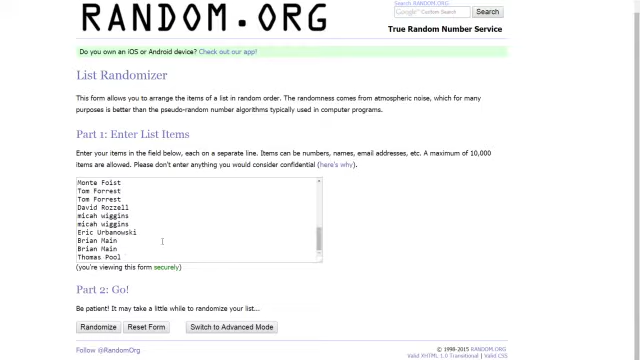 RANDOM.ORG
Search RANDOM.ORG
Google™ Custom Search
Search
True Random Number Service
Do you own an iOS or Android device? Check out our app!
List Randomizer
This form allows you to arrange the items of a list in random order. The randomness comes from atmospheric noise, which for many
purposes is better than the pseudo-random number algorithms typically used in computer programs.
Part 1: Enter List Items
Enter your items in the field below, each on a separate line. Items can be numbers, names, email addresses, etc. A maximum of 10,000
items are allowed. Please don't enter anything you would consider confidential (here's why).
Monte Foist
Tom Forrest
Tom Forrest
David Rozzell
micah wiggins
micah wiggins
Eric Urbanowski
Brian Main
Brian Main
Thomas Pool
(you're viewing this form securely)
Part 2: Go!
Be patient! It may take a little while to randomize your list...
Randomize
Reset Form
Switch to Advanced Mode
Follow @RandomOrg
© 1998-2015 RANDOM.ORG
Valid XHTML 1.0 Transitional | Valid CSS